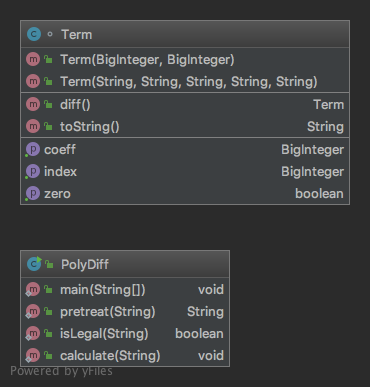 Term
Term(BigInteger, BigInteger)
Term(String, String, String, String, String)
diff() Term
toString() String
coeff BigInteger
index BigInteger
zero boolean
PolyDiff
main(String[]) void
pretreat(String) String
isLegal(String) boolean
calculate(String) void
Powered by yFiles